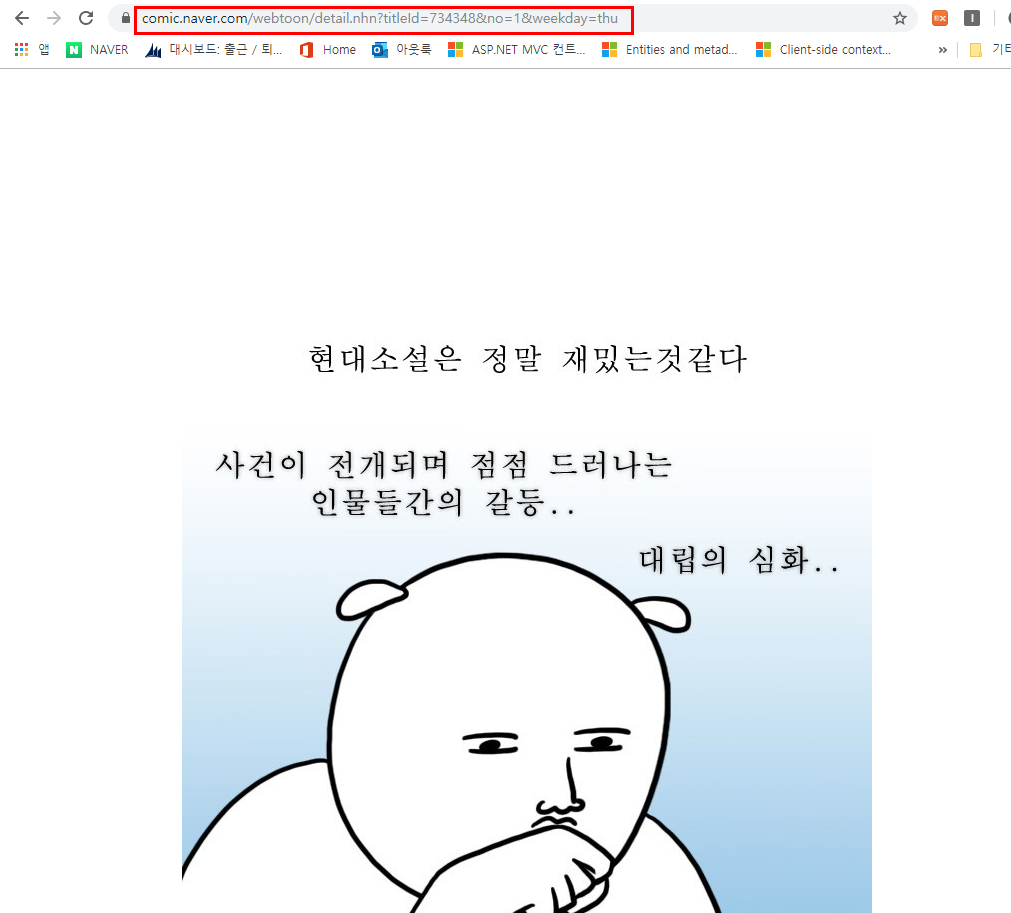 comic.naver.com/webtoon/detail.nhn?titleId=734348&no=1&weekday=thu
앱 NAVER 대시보드: 출근 / 퇴... Home 아웃룩 ASP.NET MVC 컨트... Entities and metad... Client-side context... » 기타
현대소설은 정말 재밌는것같다
사건이 전개되며 점점 드러나는
인물들간의 갈등..
대립의 심화..